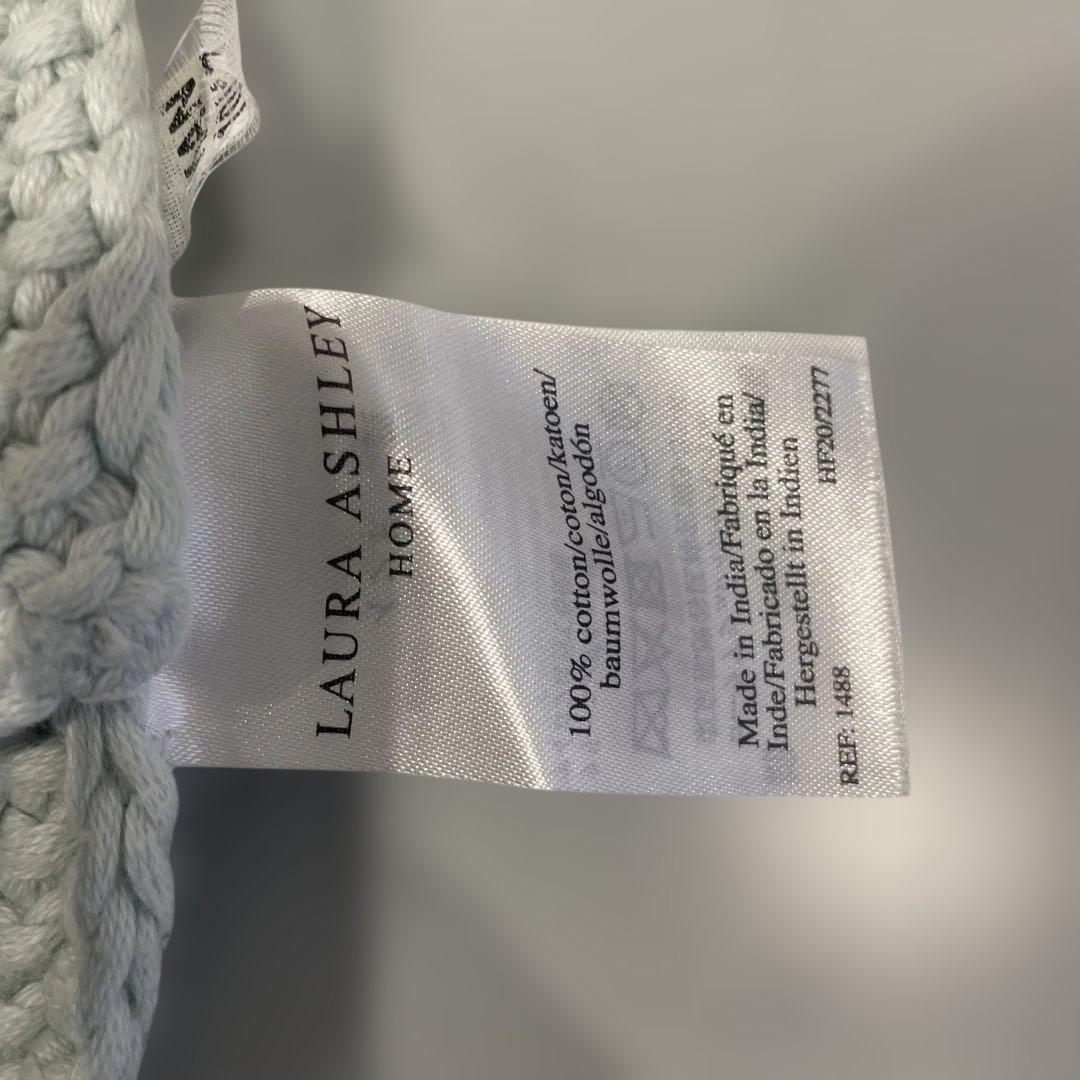 LAURA ASHLEY
HOME
100% cotton/coton/katoen/
baumwolle/algodón
Made in India/Fabriqué en
Inde/Fabricado en la India/
Hergestellt in Indien
HF20/2277
REF: 1488